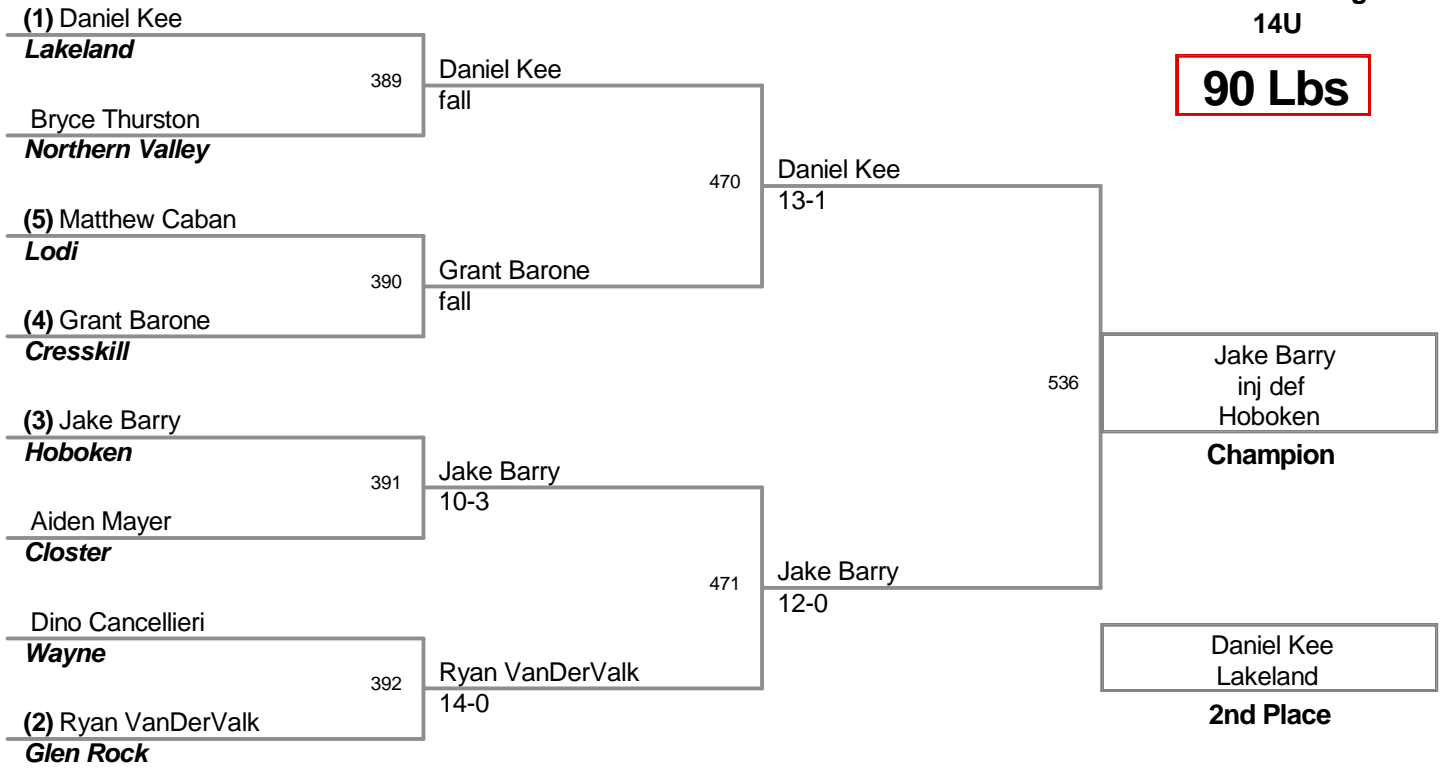 14U
90 Lbs
(1) Daniel Kee
Lakeland
389
Daniel Kee
fall
Bryce Thurston
Northern Valley
470
Daniel Kee
13-1
(5) Matthew Caban
Lodi
390
Grant Barone
fall
(4) Grant Barone
Cresskill
536
Jake Barry
inj def
Hoboken
Champion
(3) Jake Barry
Hoboken
391
Jake Barry
10-3
Aiden Mayer
Closter
471
Jake Barry
12-0
Dino Cancellieri
Wayne
392
Ryan VanDerValk
14-0
(2) Ryan VanDerValk
Glen Rock
Daniel Kee
Lakeland
2nd Place